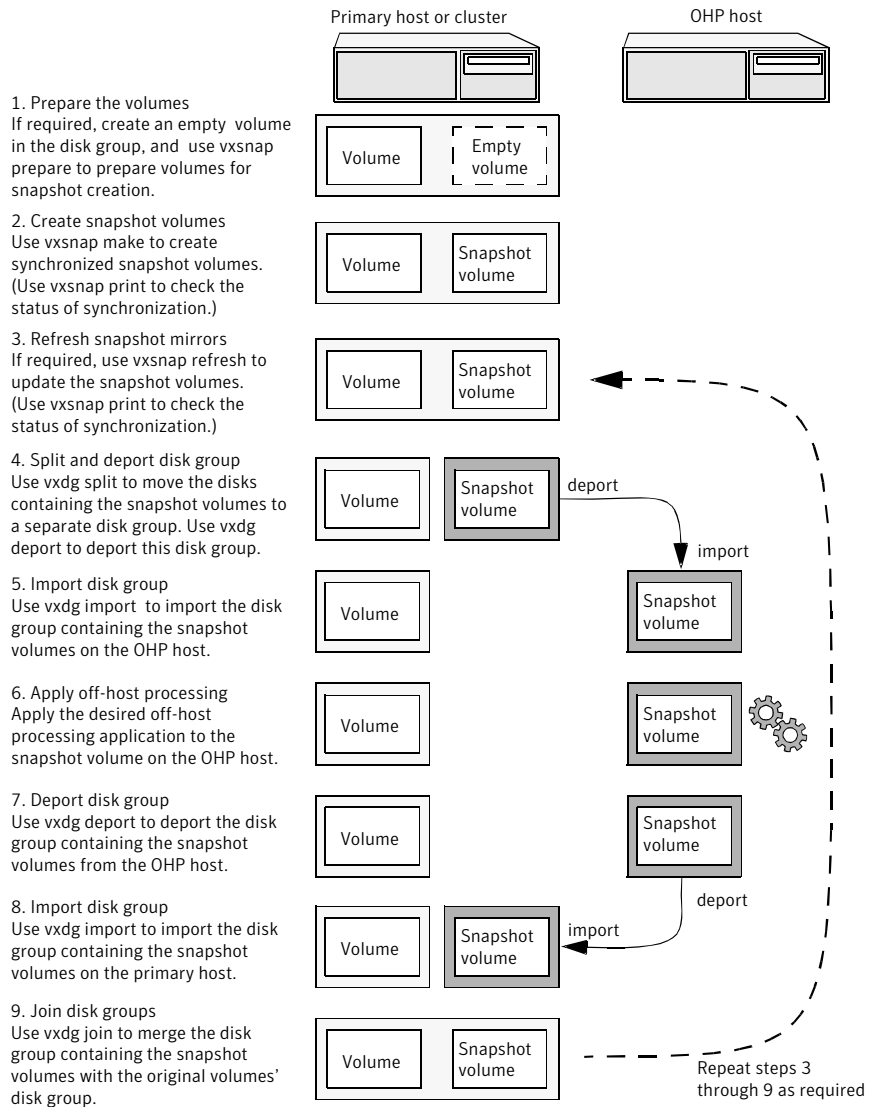 Primary host or cluster
OHP host
1. Prepare the volumes
If required, create an empty volume
in the disk group, and use vxsnap
prepare to prepare volumes for
snapshot creation.
Volume
Empty
volume
2. Create snapshot volumes
Use vxsnap make to create
synchronized snapshot volumes.
(Use vxsnap print to check the
status of synchronization.)
Volume
Snapshot
volume
3. Refresh snapshot mirrors
If required, use vxsnap refresh to
update the snapshot volumes.
(Use vxsnap print to check the
status of synchronization.)
Volume
Snapshot
volume
4. Split and deport disk group
Use vxdg split to move the disks
containing the snapshot volumes to
a separate disk group. Use vxdg
deport to deport this disk group.
Volume
Snapshot
volume
deport
import
5. Import disk group
Use vxdg import to import the disk
group containing the snapshot
volumes on the OHP host.
Volume
Snapshot
volume
6. Apply off-host processing
Apply the desired off-host
processing application to the
snapshot volume on the OHP host.
Volume
Snapshot
volume
7. Deport disk group
Use vxdg deport to deport the disk
group containing the snapshot
volumes from the OHP host.
Volume
Snapshot
volume
deport
8. Import disk group
Use vxdg import to import the disk
group containing the snapshot
volumes on the primary host.
Volume
Snapshot
volume
import
9. Join disk groups
Use vxdg join to merge the disk
group containing the snapshot
volumes with the original volumes'
disk group.
Volume
Snapshot
volume
Repeat steps 3
through 9 as required